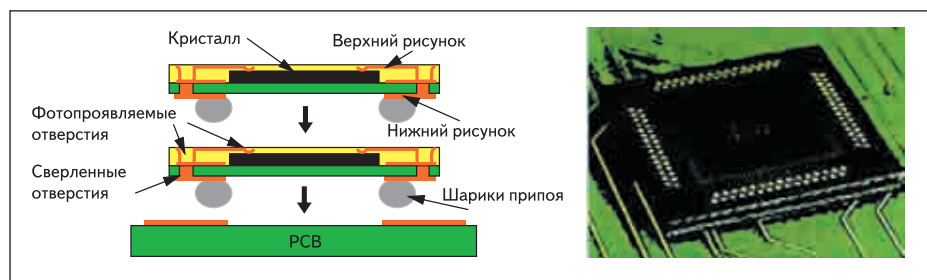 Кристалл
Верхний рисунок
Фотопроявляемые
отверстия
Нижний рисунок
Сверленные
отверстия
Шарики припоя
PCB